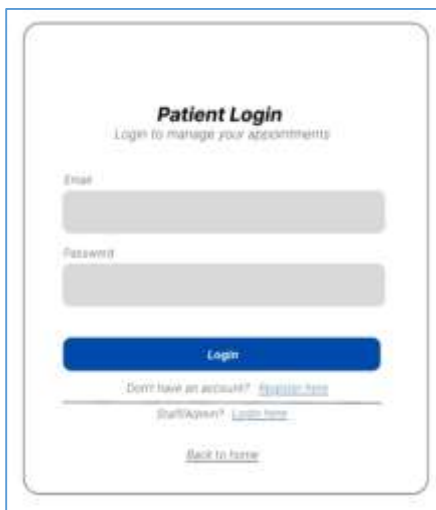 Patient Login
Login to manage your appointments
Email
Password
Login
Don't have an account? Register here
Staff/Admin? Login here
Back to home